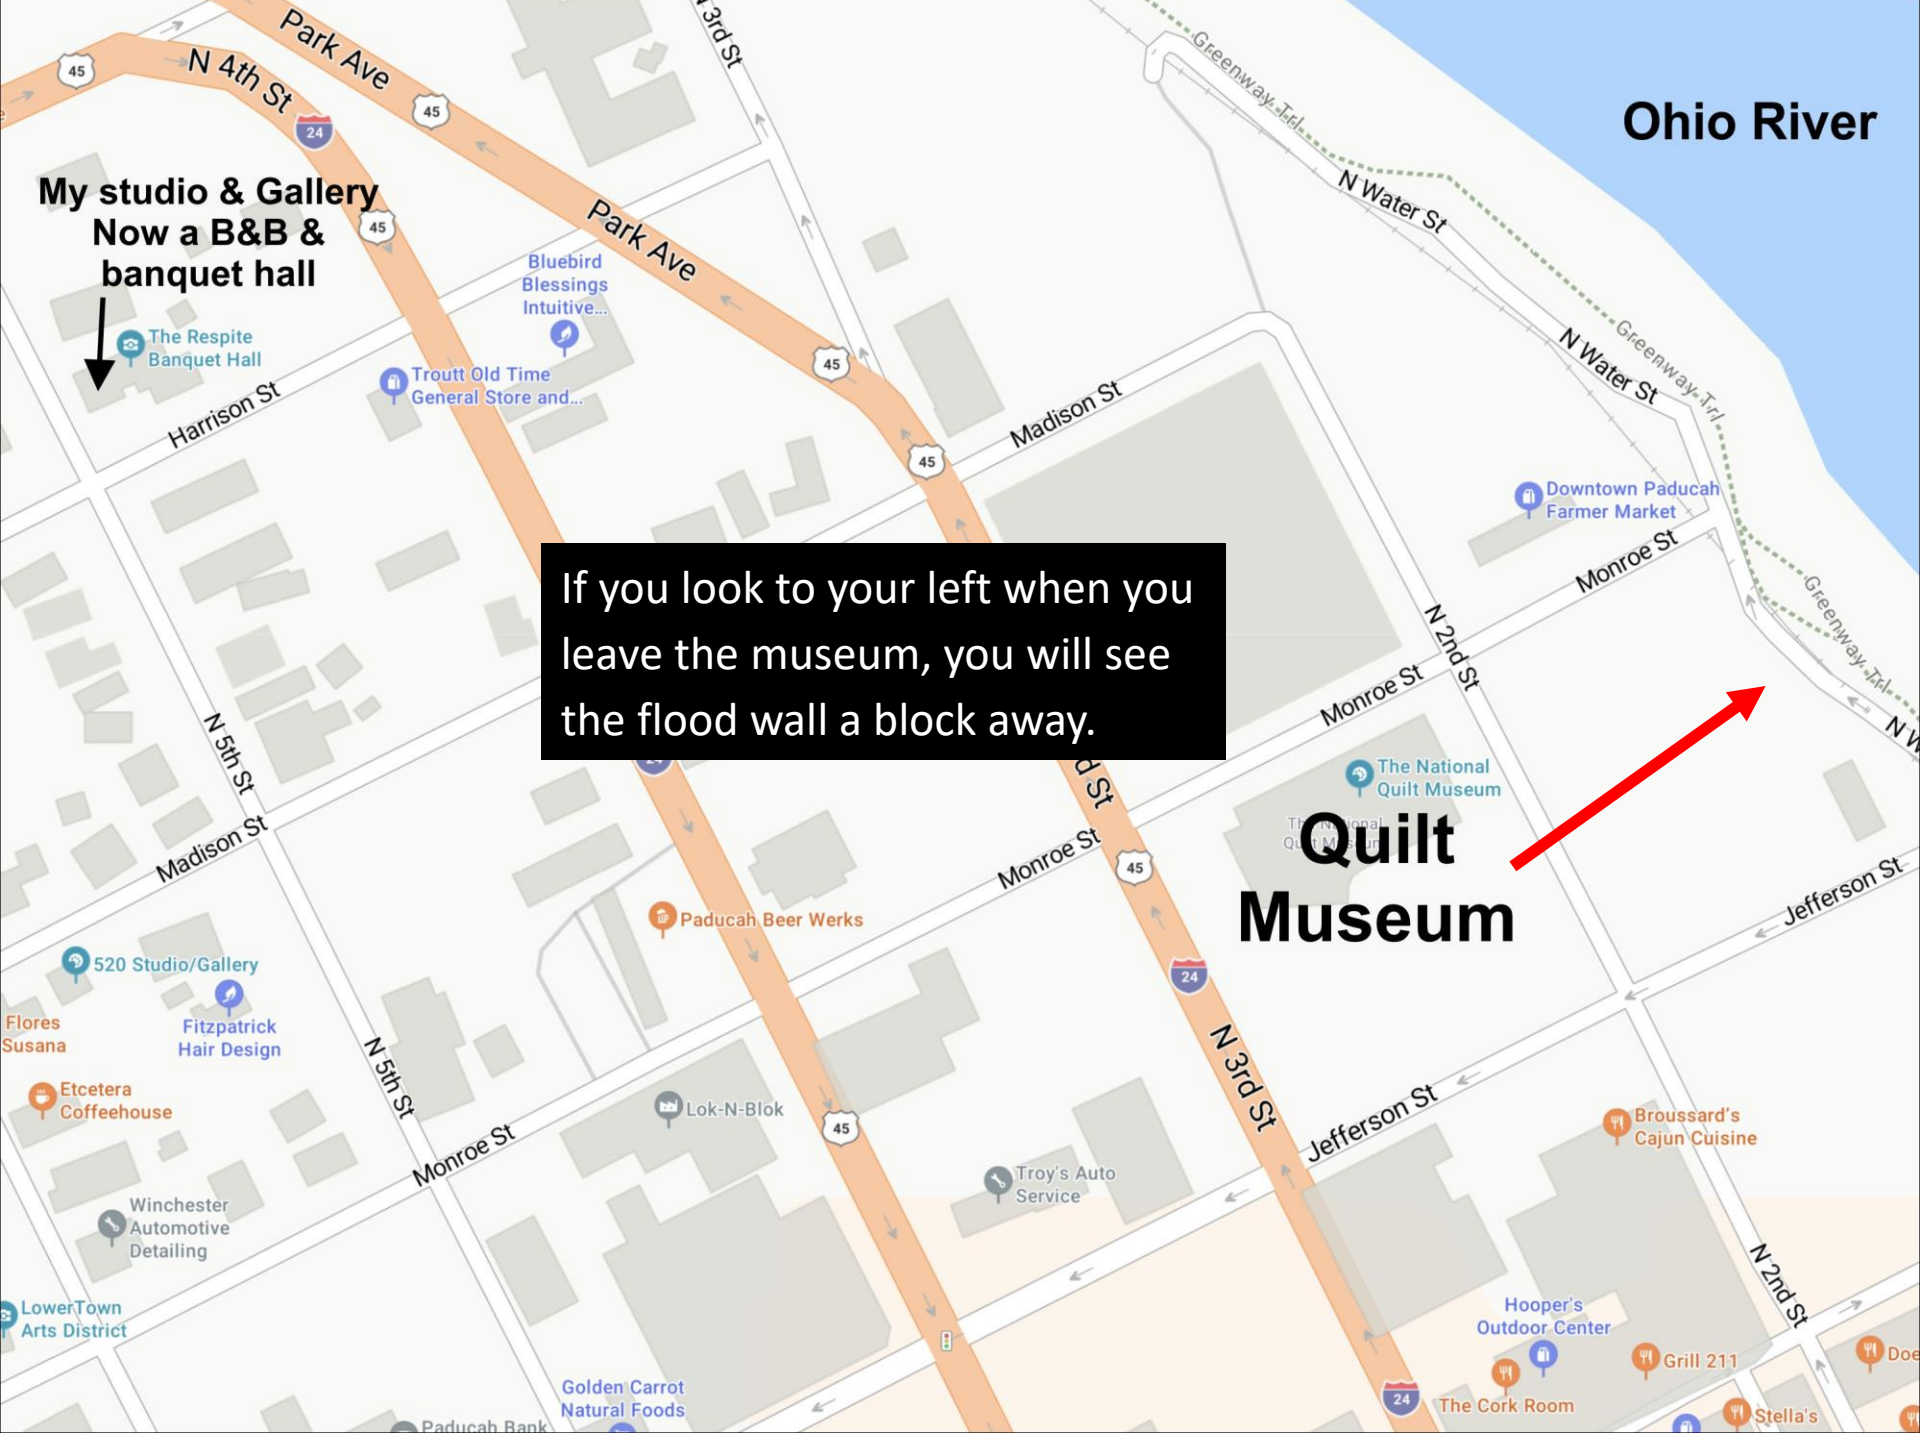 N 3rd St
Park Ave
45
N 4th St
45
24
Greenway Trl
Ohio River
My studio & Gallery
Now a B&B &
banquet hall
45
N Water St
Park Ave
Bluebird
Blessings
Intuitive...
The Respite
Banquet Hall
Troutt Old Time
General Store and...
45
N Water St
Greenway Trl
Harrison St
Madison St
45
Downtown Paducah
Farmer Market
Monroe St
Greenway Trl
If you look to your left when you
leave the museum, you will see
the flood wall a block away.
N 2nd St
Monroe St
N 5th St
24
d St
N W
The National
Quilt Museum
The National
Quilt Museum
Quilt
Museum
Madison St
Monroe St
45
Jefferson St
Paducah Beer Werks
520 Studio/Gallery
24
Flores
Susana
Fitzpatrick
Hair Design
N 5th St
N 3rd St
Etcetera
Coffeehouse
Lok-N-Blok
45
Jefferson St
Broussard's
Cajun Cuisine
Monroe St
Troy's Auto
Service
Winchester
Automotive
Detailing
N 2nd St
LowerTown
Arts District
Hooper's
Outdoor Center
Grill 211
Doe
Golden Carrot
Natural Foods
24
The Cork Room
Stella's
Paducah Bank